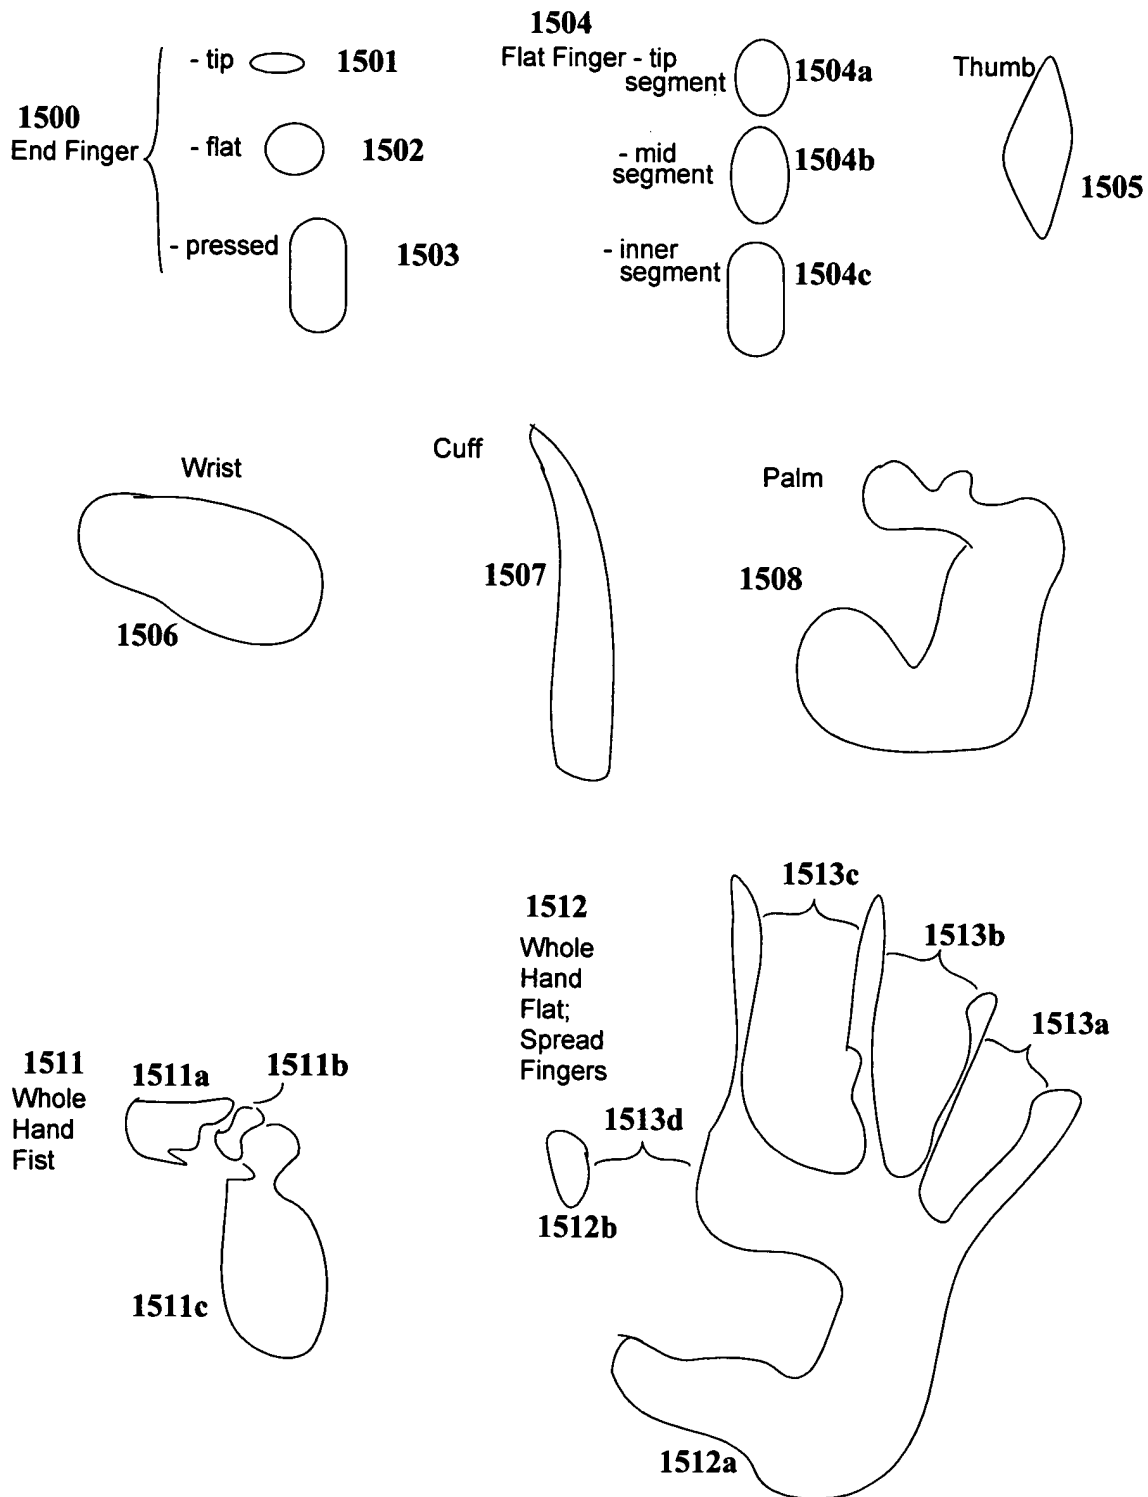 1500
End Finger
- tip 1501
- flat 1502
- pressed 1503
1504
Flat Finger - tip
segment 1504a
- mid
segment 1504b
- inner
segment 1504c
Thumb
1505
Wrist
1506
Cuff
1507
Palm
1508
1511
Whole
Hand
Fist
1511a
1511b
1511c
1512
Whole
Hand
Flat;
Spread
Fingers
1513c
1513b
1513a
1513d
1512b
1512a